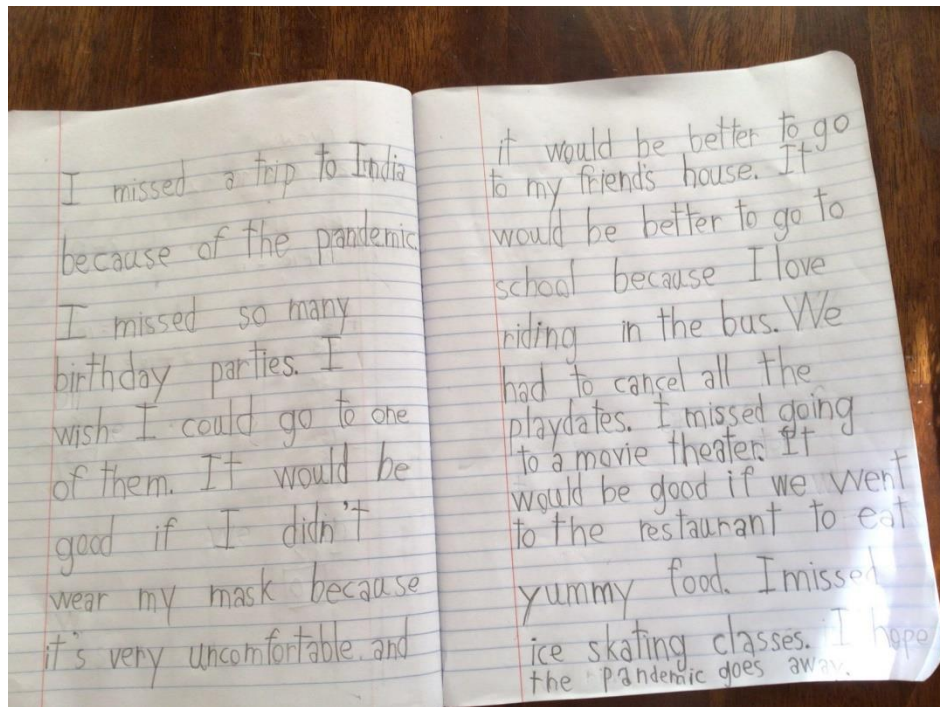 I missed a trip to Iindia
because of the pandemic.
I missed so many
birthday parties. I
wish I could go to one
of them. It would be
good if I didn't
wear my mask because
it's very uncomfortable and
it would be better to go
to my friends house. It
would be better to go to
school because I love
riding in the bus. We
had to cancel all the
playdates. I missed going
to a movie theater. It
would be good if we went
to the restaurant to eat
yummy food. I missed
ice skating classes. I hope
the pandemic goes away.